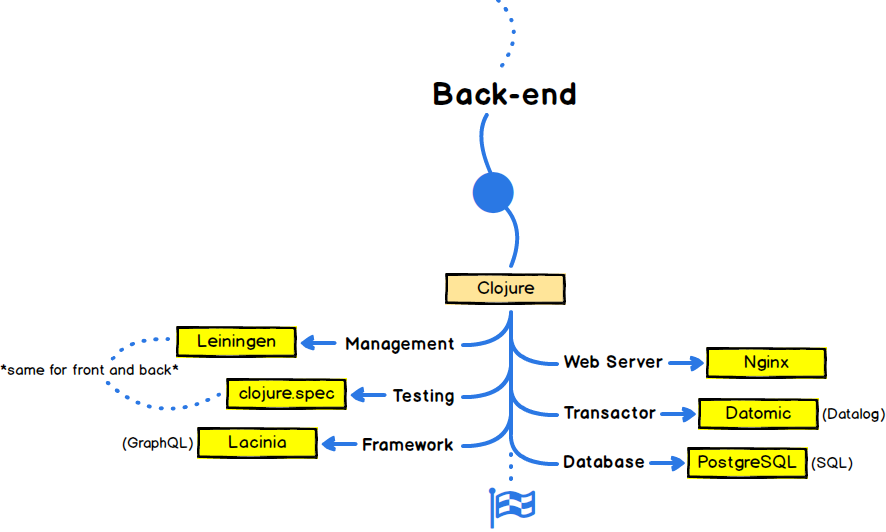 Back-end
Clojure
Leiningen Management
*same for front and back*
clojure.spec Testing
(GraphQL) Lacinia Framework
Web Server Nginx
Transactor Datomic (Datalog)
Database PostgreSQL (SQL)